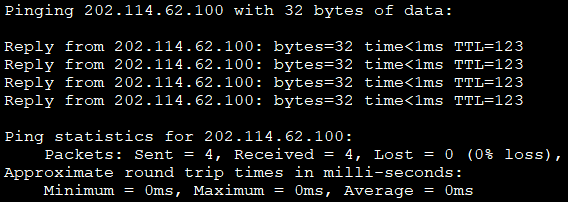 Pinging 202.114.62.100 with 32 bytes of data:
Reply from 202.114.62.100: bytes=32 time<1ms TTL=123
Reply from 202.114.62.100: bytes=32 time<1ms TTL=123
Reply from 202.114.62.100: bytes=32 time<1ms TTL=123
Reply from 202.114.62.100: bytes=32 time<1ms TTL=123
Ping statistics for 202.114.62.100:
Packets: Sent = 4, Received = 4, Lost = 0 (0% loss),
Approximate round trip times in milli-seconds:
Minimum = 0ms, Maximum = 0ms, Average = 0ms